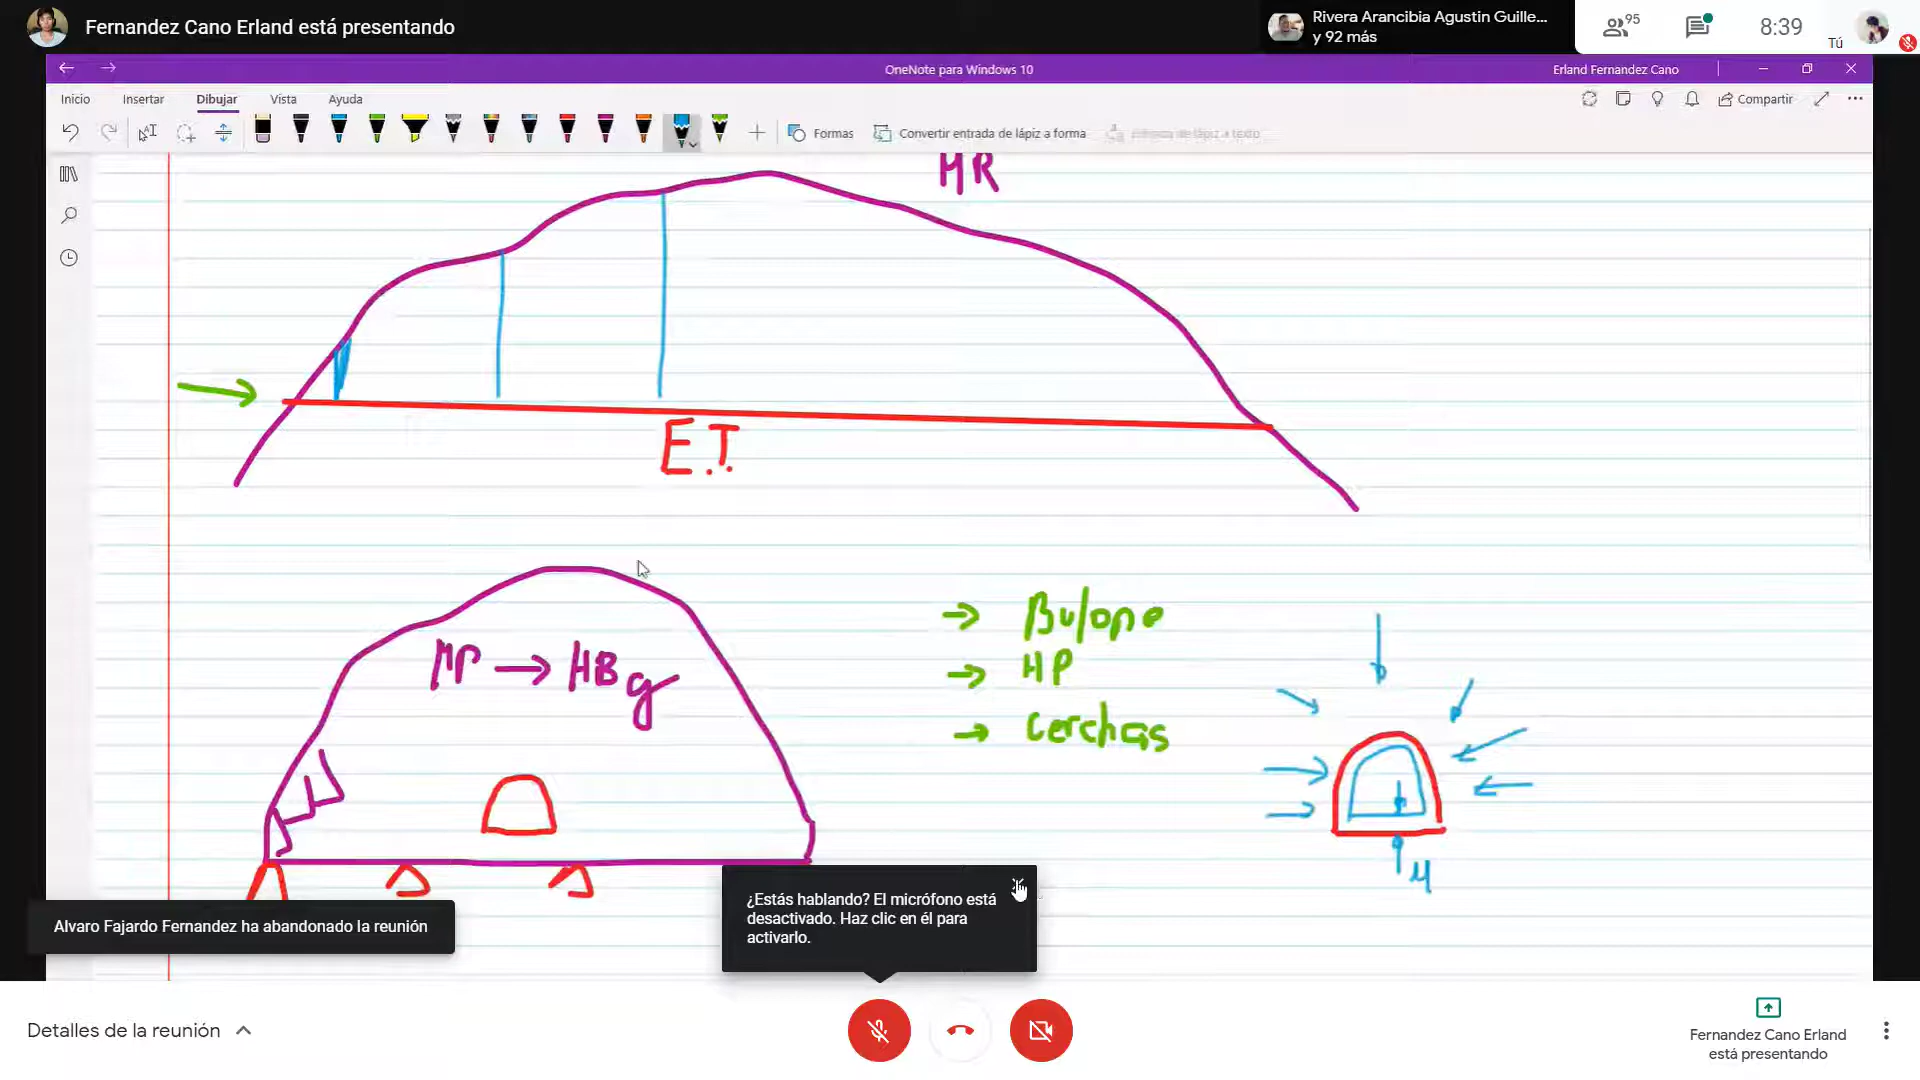 Fernandez Cano Erland está presentando
Rivera Arancibia Agustin Guille...
y 92 más
95
8:39
Tú
OneNote para Windows 10
Erland Fernandez Cano
Inicio
Insertar
Dibujar
Vista
Ayuda
Compartir
Formas
Convertir entrada de lápiz a forma
MR
E.T.
→ Bulone
→ HP
→ Cerchas
μ
Alvaro Fajardo Fernandez ha abandonado la reunión
¿Estás hablando? El micrófono está
desactivado. Haz clic en él para
activarlo.
Detalles de la reunión
Fernandez Cano Erland
está presentando